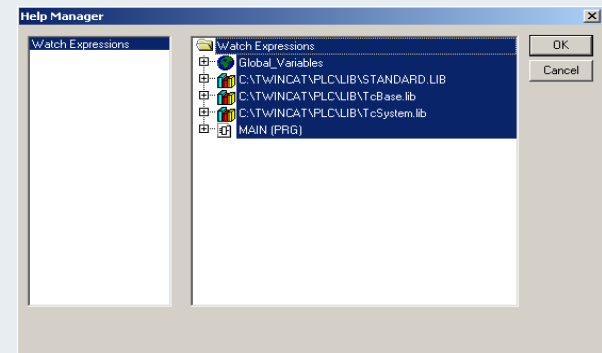 Help Manager
Watch Expressions
Watch Expressions
Global_Variables
C:\TWINCAT\PLC\LIB\STANDARD.LIB
C:\TWINCAT\PLC\LIB\TcBase.lib
C:\TWINCAT\PLC\LIB\TcSystem.lib
MAIN (PRG)
OK
Cancel